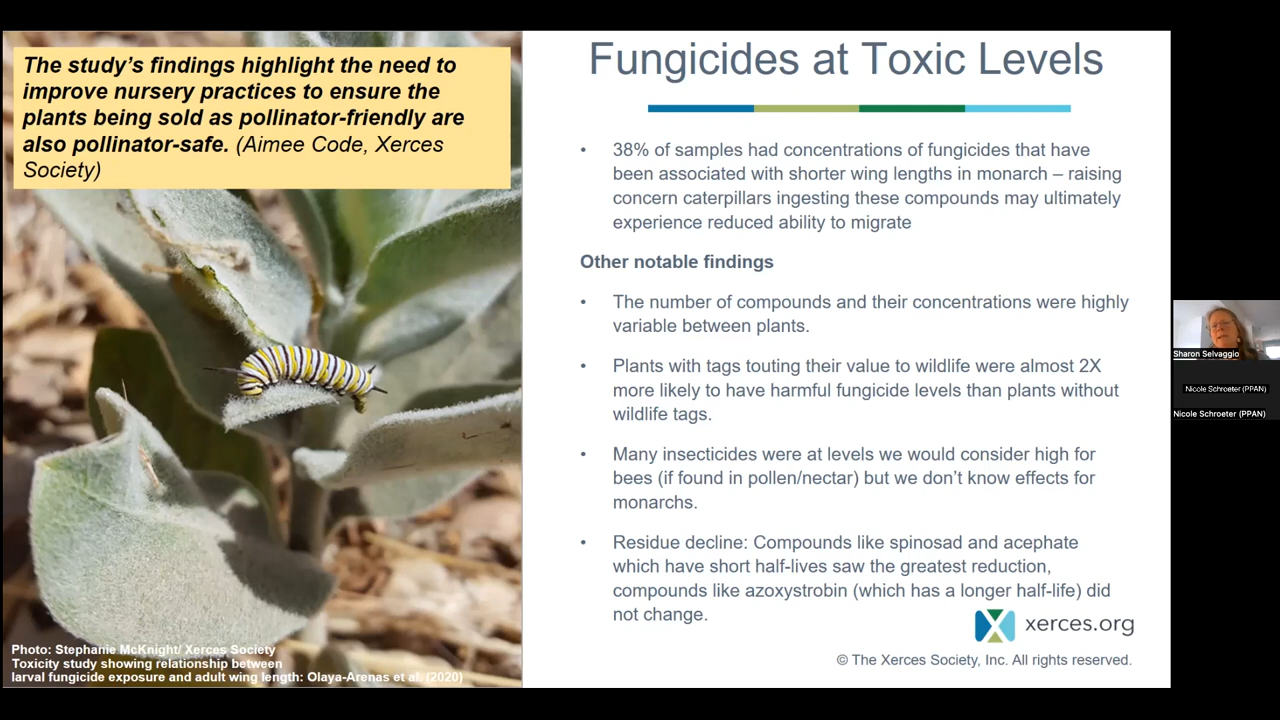 The study's findings highlight the need to
improve nursery practices to ensure the
plants being sold as pollinator-friendly are
also pollinator-safe. (Aimee Code, Xerces
Society)
Photo: Stephanie McKnight/ Xerces Society
Toxicity study showing relationship between
larval fungicide exposure and adult wing length: Olaya-Arenas et al. (2020)
Fungicides at Toxic Levels
• 38% of samples had concentrations of fungicides that have
been associated with shorter wing lengths in monarch – raising
concern caterpillars ingesting these compounds may ultimately
experience reduced ability to migrate
Other notable findings
• The number of compounds and their concentrations were highly
variable between plants.
• Plants with tags touting their value to wildlife were almost 2X
more likely to have harmful fungicide levels than plants without
wildlife tags.
• Many insecticides were at levels we would consider high for
bees (if found in pollen/nectar) but we don't know effects for
monarchs.
• Residue decline: Compounds like spinosad and acephate
which have short half-lives saw the greatest reduction,
compounds like azoxystrobin (which has a longer half-life) did
not change.
xerces.org
© The Xerces Society, Inc. All rights reserved.
Sharon Selvaggio
Nicole Schroeter (PPAN)
Nicole Schroeter (PPAN)